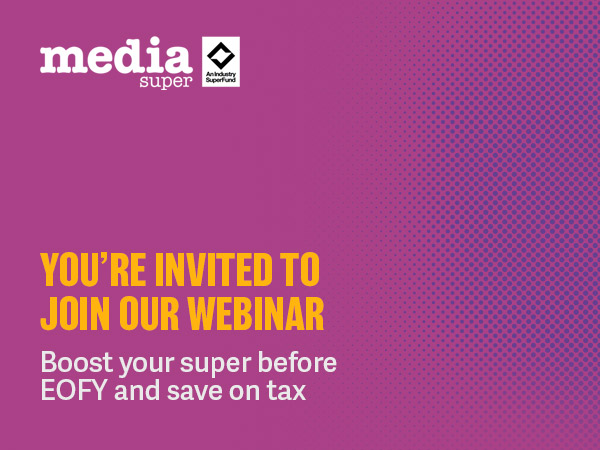 media
super
An Industry
SuperFund
YOU’RE INVITED TO
JOIN OUR WEBINAR
Boost your super before
EOFY and save on tax